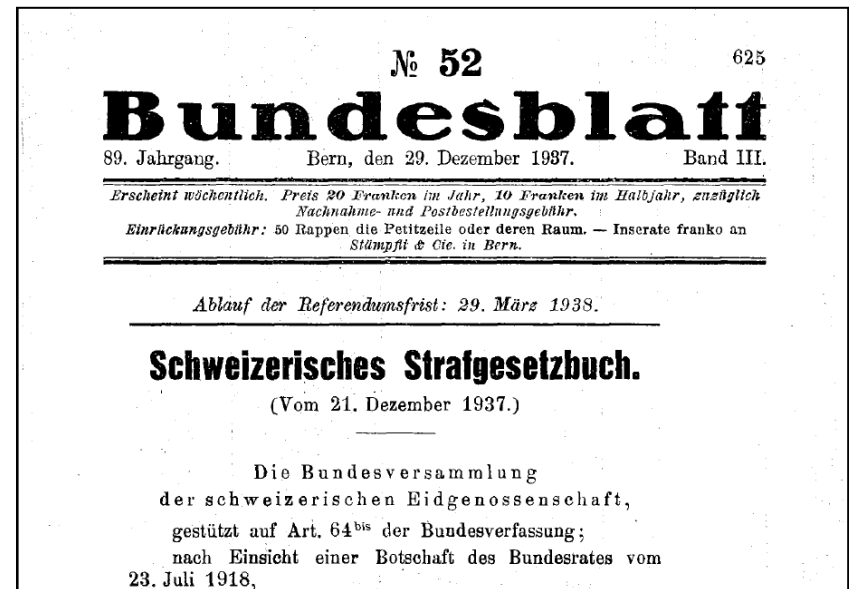 № 52
625
Bundesblatt
89. Jahrgang. Bern, den 29. Dezember 1937. Band III.
Erscheint wöchentlich. Preis 20 Franken im Jahr, 10 Franken im Halbjahr, zuzüglich
Nachnahme- und Postbestellungsgebühr.
Einrückungsgebühr: 50 Rappen die Petitzeile oder deren Raum. — Inserate franko an
Stämpfli & Cie. in Bern.
Ablauf der Referendumsfrist: 29. März 1938.
Schweizerisches Strafgesetzbuch.
(Vom 21. Dezember 1937.)
Die Bundesversammlung
der schweizerischen Eidgenossenschaft,
gestützt auf Art. 64bis der Bundesverfassung;
nach Einsicht einer Botschaft des Bundesrates vom
23. Juli 1918,